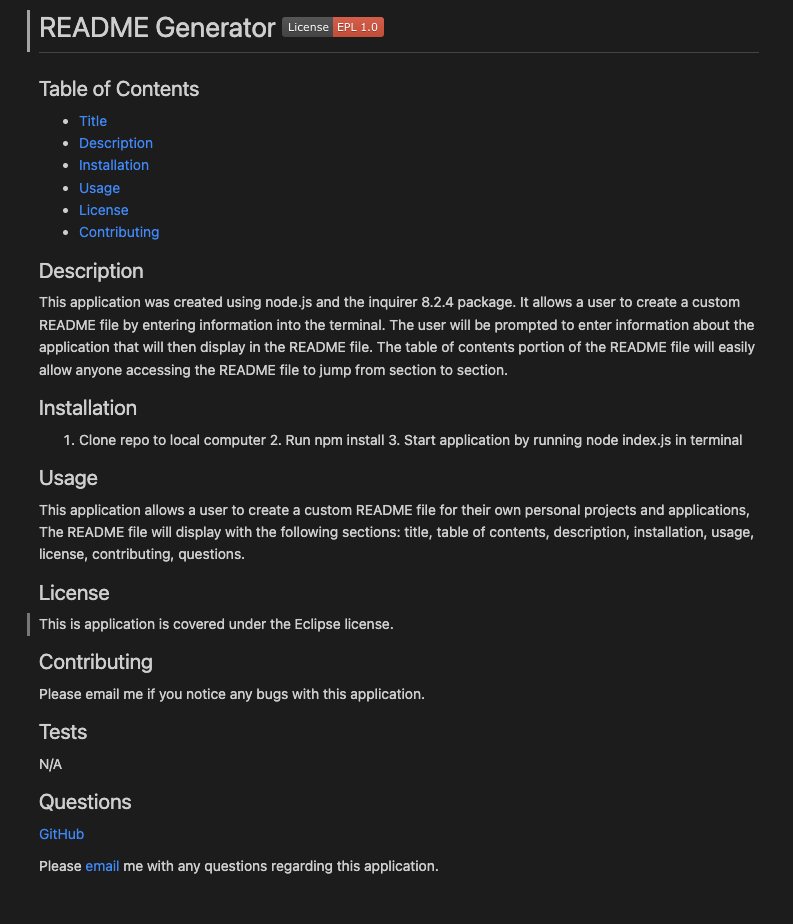 README Generator License EPL 1.0
Table of Contents
• Title
• Description
• Installation
• Usage
• License
• Contributing
Description
This application was created using node.js and the inquirer 8.2.4 package. It allows a user to create a custom
README file by entering information into the terminal. The user will be prompted to enter information about the
application that will then display in the README file. The table of contents portion of the README file will easily
allow anyone accessing the README file to jump from section to section.
Installation
1. Clone repo to local computer 2. Run npm install 3. Start application by running node index.js in terminal
Usage
This application allows a user to create a custom README file for their own personal projects and applications,
The README file will display with the following sections: title, table of contents, description, installation, usage,
license, contributing, questions.
License
This is application is covered under the Eclipse license.
Contributing
Please email me if you notice any bugs with this application.
Tests
N/A
Questions
GitHub
Please email me with any questions regarding this application.